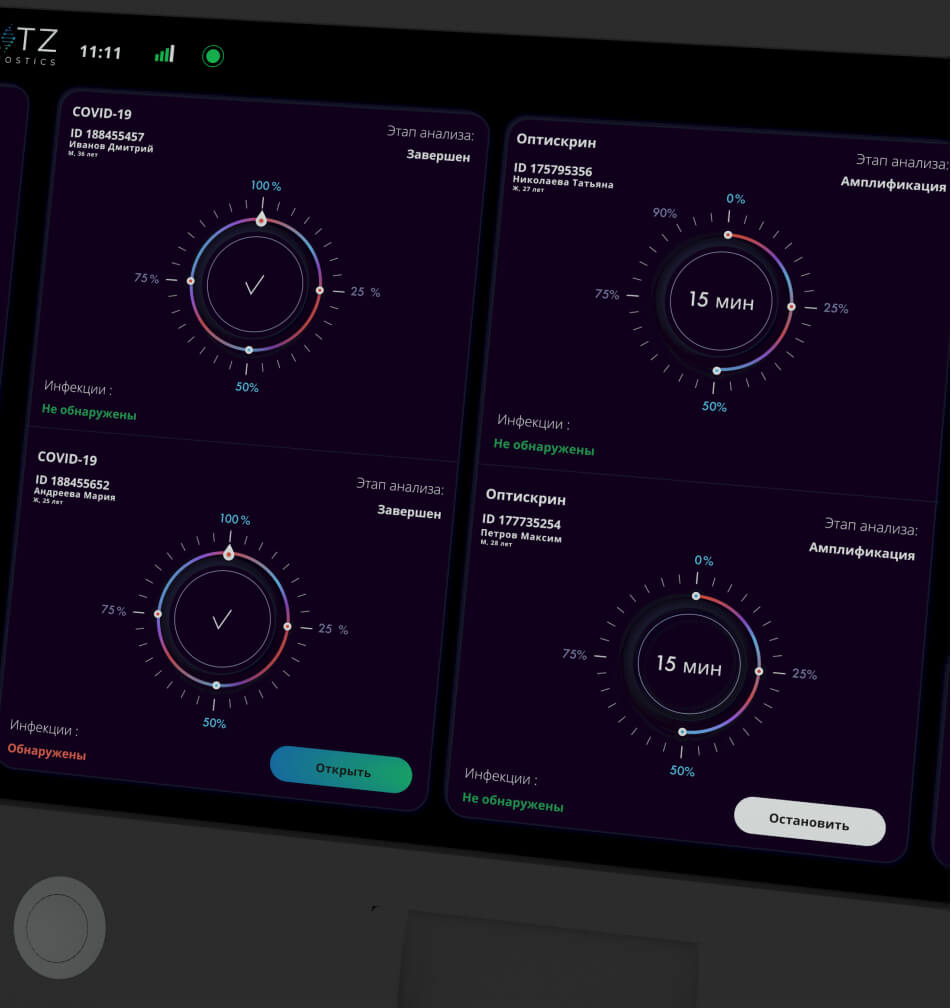 TZ
OSTICS
11:11
COVID-19
ID 188455457
Иванов Дмитрий
М, 36 лет
Этап анализа:
Завершен
100 %
75 %
25 %
50%
Инфекции :
Не обнаружены
COVID-19
ID 188455652
Андреева Мария
Ж, 25 лет
Этап анализа:
Завершен
100 %
75 %
25 %
50%
Инфекции :
Обнаружены
Открыть
Оптискрин
ID 175795356
Николаева Татьяна
Ж, 27 лет
Этап анализа:
Амплификация
0%
90%
75%
15 мин
25%
50%
Инфекции :
Не обнаружены
Оптискрин
ID 177735254
Петров Максим
М, 28 лет
Этап анализа:
Амплификация
0%
75%
15 мин
25%
50%
Инфекции :
Не обнаружены
Остановить